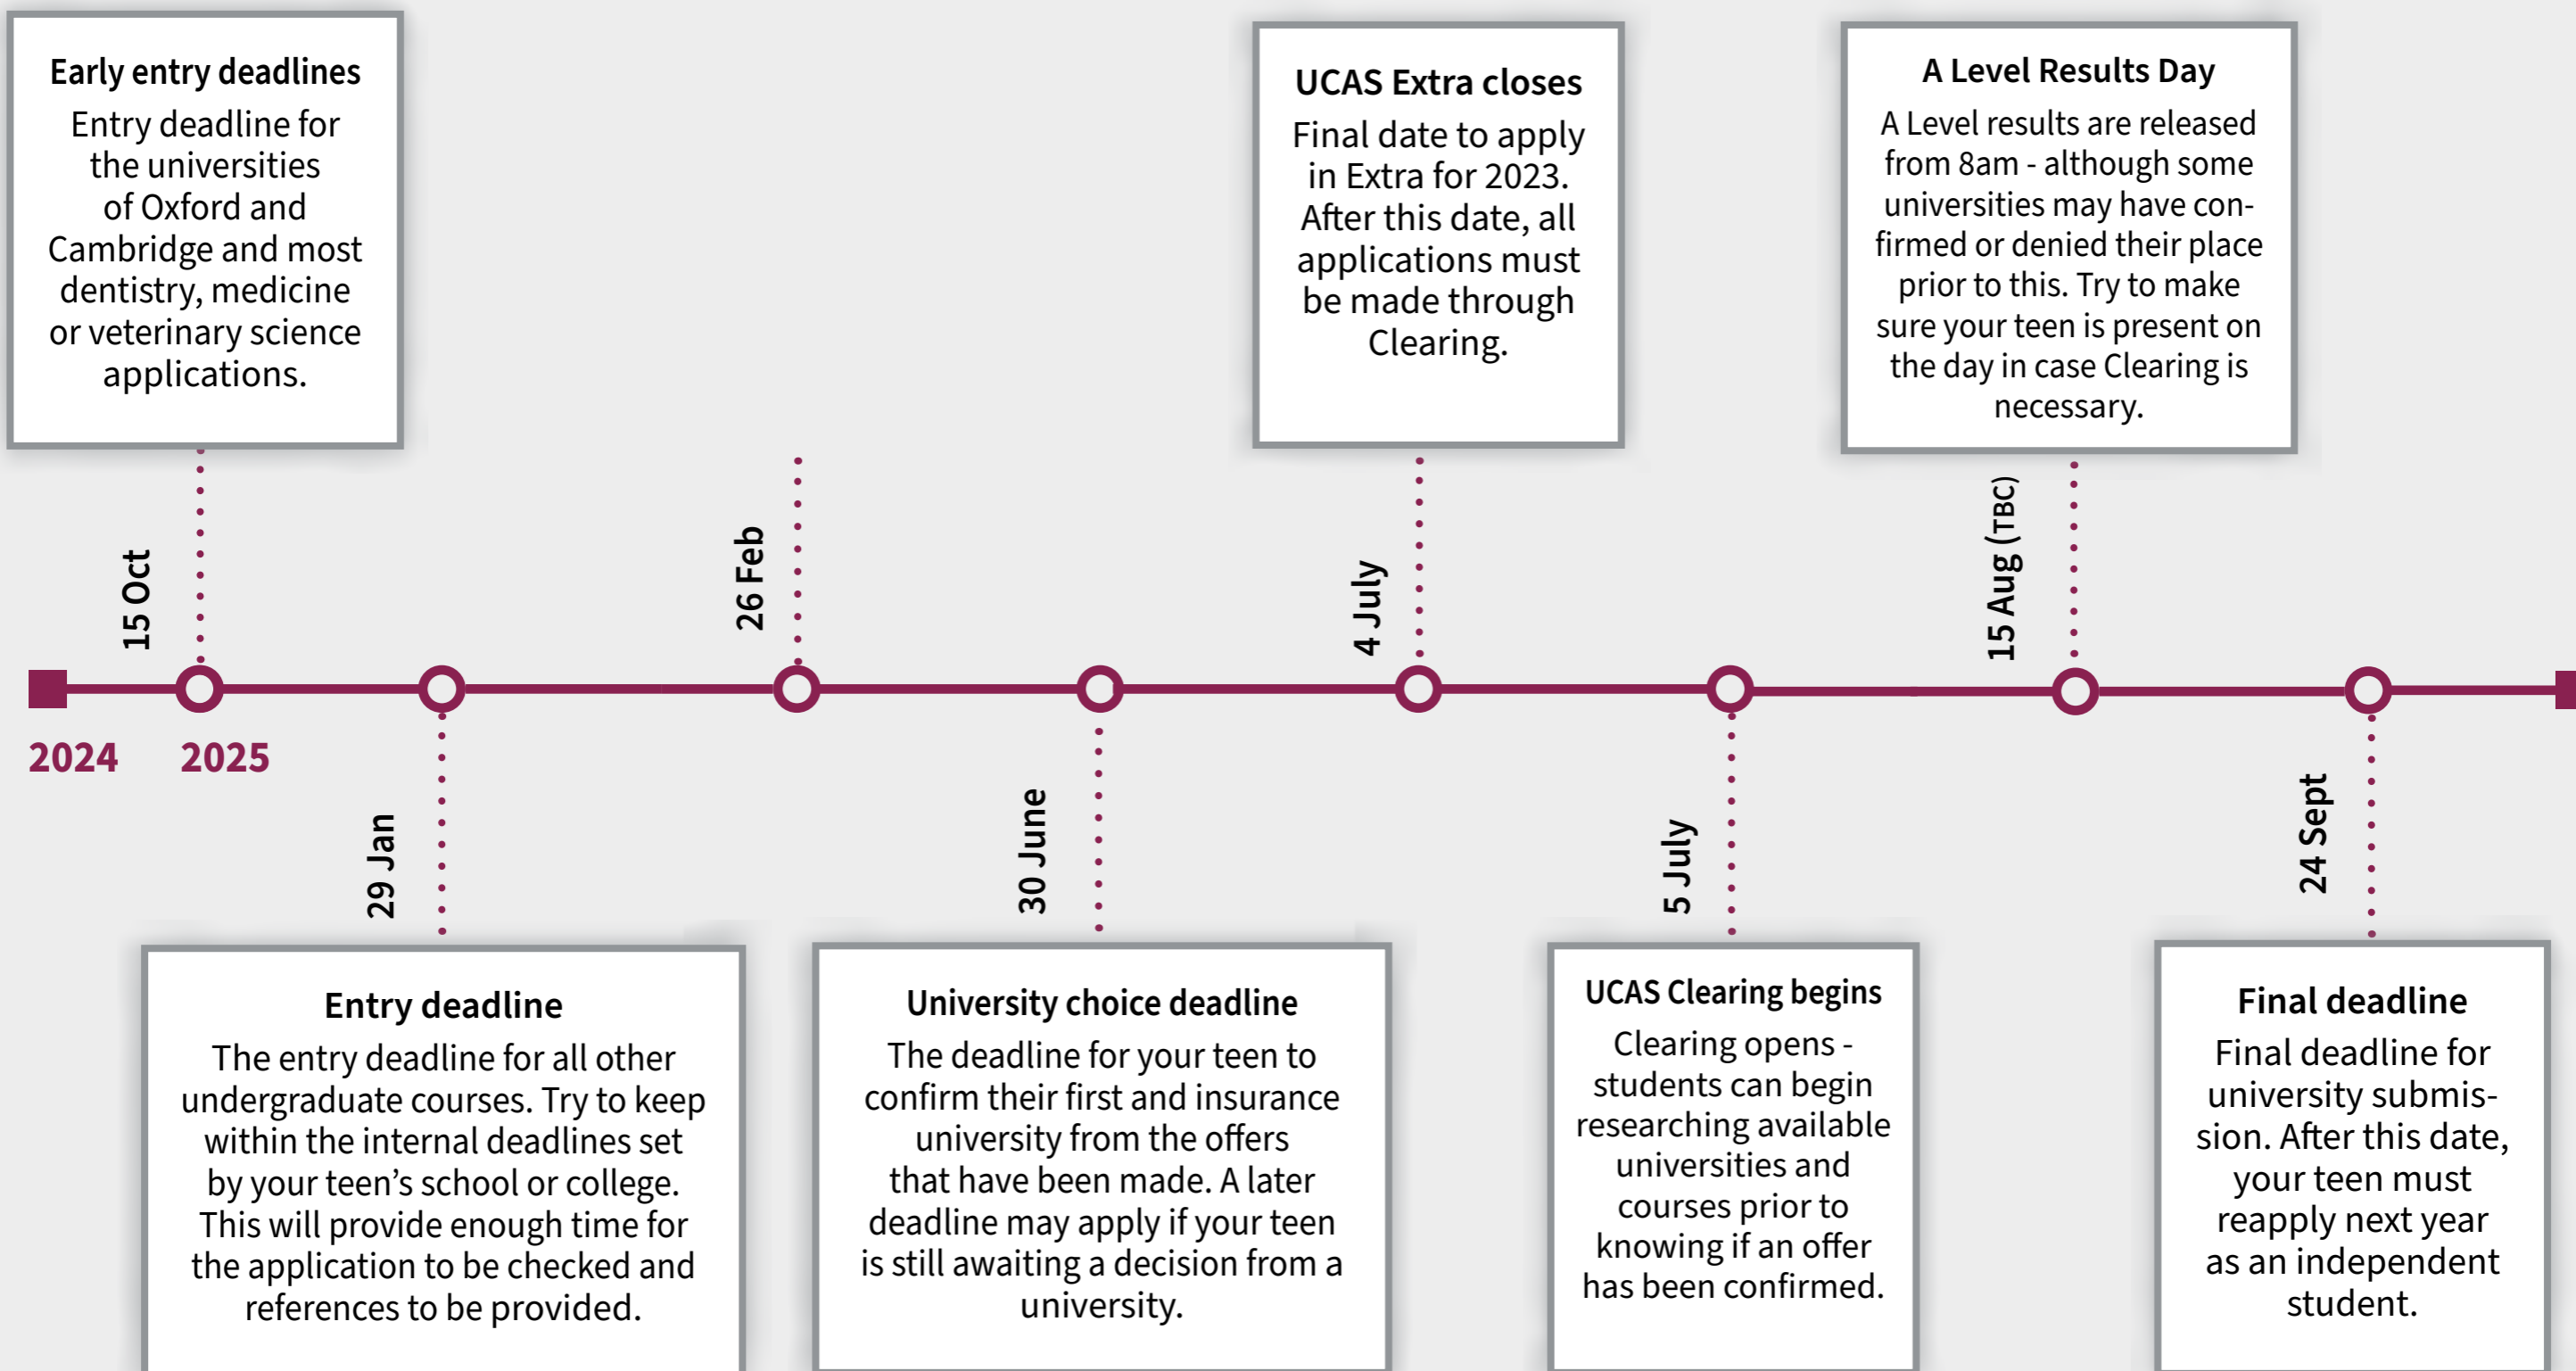 Early entry deadlines
Entry deadline for
the universities
of Oxford and
Cambridge and most
dentistry, medicine
or veterinary science
applications.
UCAS Extra closes
Final date to apply
in Extra for 2023.
After this date, all
applications must
be made through
Clearing.
A Level Results Day
A Level results are released
from 8am - although some
universities may have con-
firmed or denied their place
prior to this. Try to make
sure your teen is present on
the day in case Clearing is
necessary.
15 Oct
26 Feb
4 July
15 Aug (TBC)
2024
2025
29 Jan
30 June
5 July
24 Sept
Entry deadline
The entry deadline for all other
undergraduate courses. Try to keep
within the internal deadlines set
by your teen’s school or college.
This will provide enough time for
the application to be checked and
references to be provided.
University choice deadline
The deadline for your teen to
confirm their first and insurance
university from the offers
that have been made. A later
deadline may apply if your teen
is still awaiting a decision from a
university.
UCAS Clearing begins
Clearing opens -
students can begin
researching available
universities and
courses prior to
knowing if an offer
has been confirmed.
Final deadline
Final deadline for
university submis-
sion. After this date,
your teen must
reapply next year
as an independent
student.